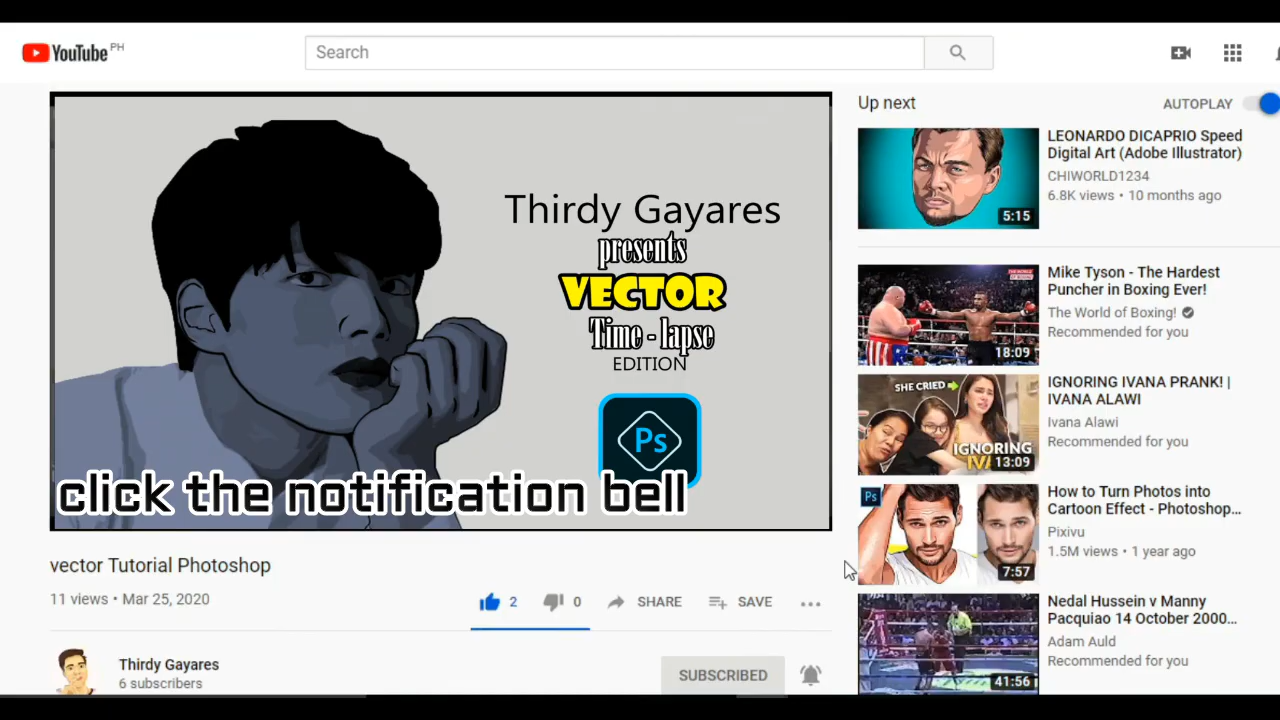 YouTube PH
Search
Thirdy Gayares
presents
VECTOR
Time - lapse
EDITION
Ps
click the notification bell
vector Tutorial Photoshop
11 views • Mar 25, 2020
2
0
SHARE
SAVE
Thirdy Gayares
6 subscribers
SUBSCRIBED
Up next
AUTOPLAY
5:15
LEONARDO DICAPRIO Speed
Digital Art (Adobe Illustrator)
CHIWORLD1234
6.8K views • 10 months ago
18:09
Mike Tyson - The Hardest
Puncher in Boxing Ever!
The World of Boxing!
Recommended for you
SHE CRIED
IGNORING
IV
13:09
IGNORING IVANA PRANK! |
IVANA ALAWI
Ivana Alawi
Recommended for you
Ps
7:57
How to Turn Photos into
Cartoon Effect - Photoshop...
Pixivu
1.5M views • 1 year ago
41:56
Nedal Hussein v Manny
Pacquiao 14 October 2000...
Adam Auld
Recommended for you